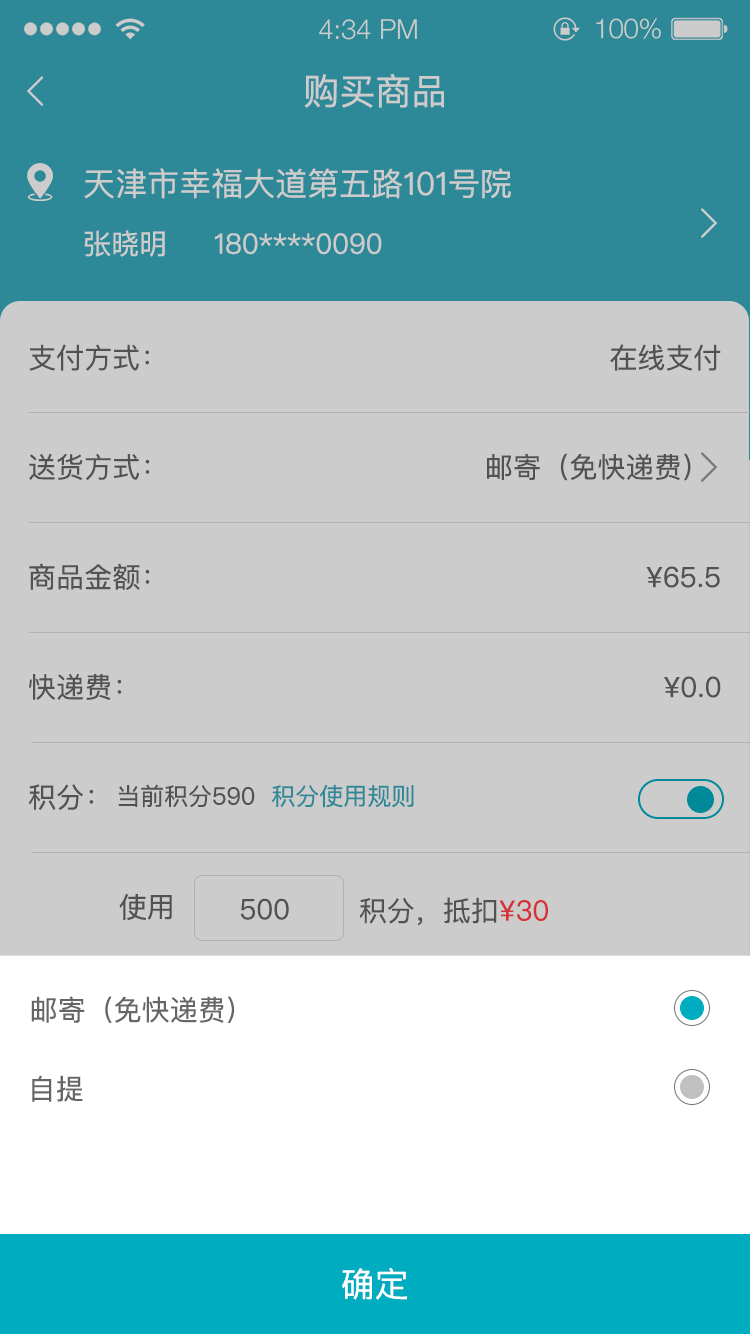 4:34 PM 100%
购买商品
天津市幸福大道第五路101号院
张晓明 180****0090
支付方式: 在线支付
送货方式: 邮寄（免快递费）
商品金额: ¥65.5
快递费: ¥0.0
积分: 当前积分590 积分使用规则
使用 500 积分，抵扣¥30
邮寄（免快递费）
自提
确定